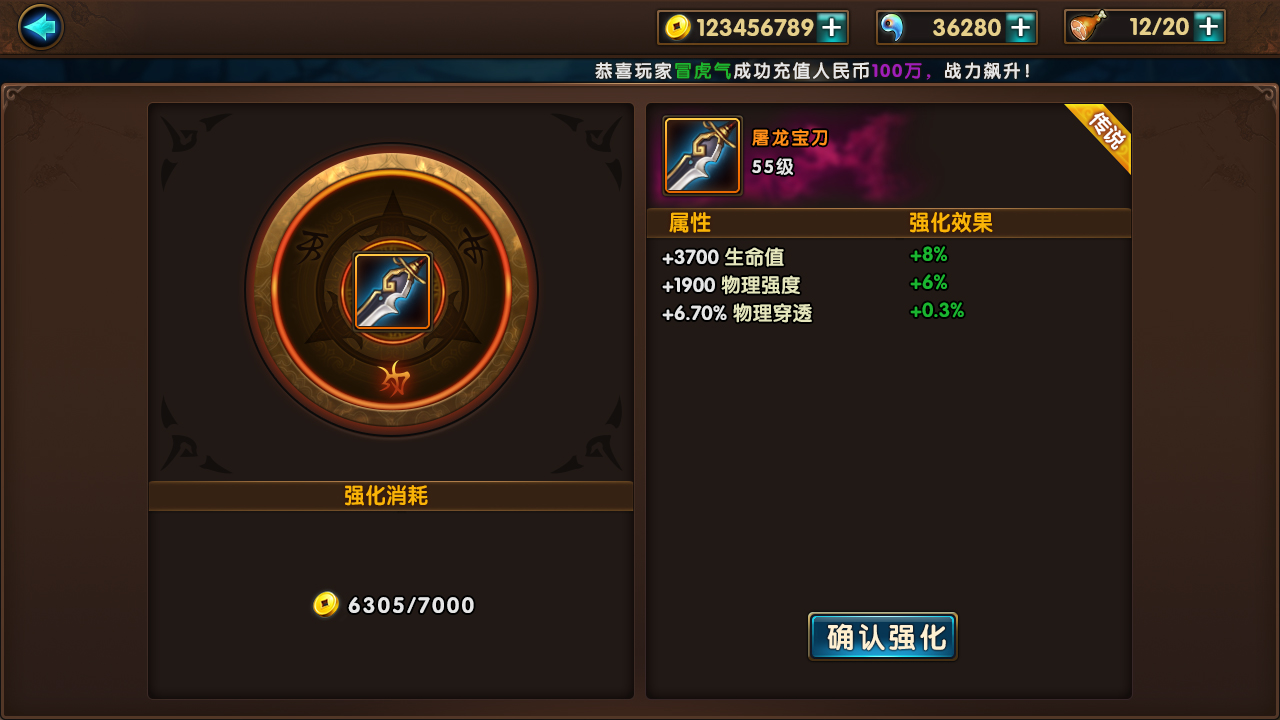 123456789
36280
12/20
恭喜玩家冒虎气成功充值人民币100万，战力飙升！
传说
屠龙宝刀
55级
属性 强化效果
+3700 生命值 +8%
+1900 物理强度 +6%
+6.70% 物理穿透 +0.3%
强化消耗
6305/7000
确认强化